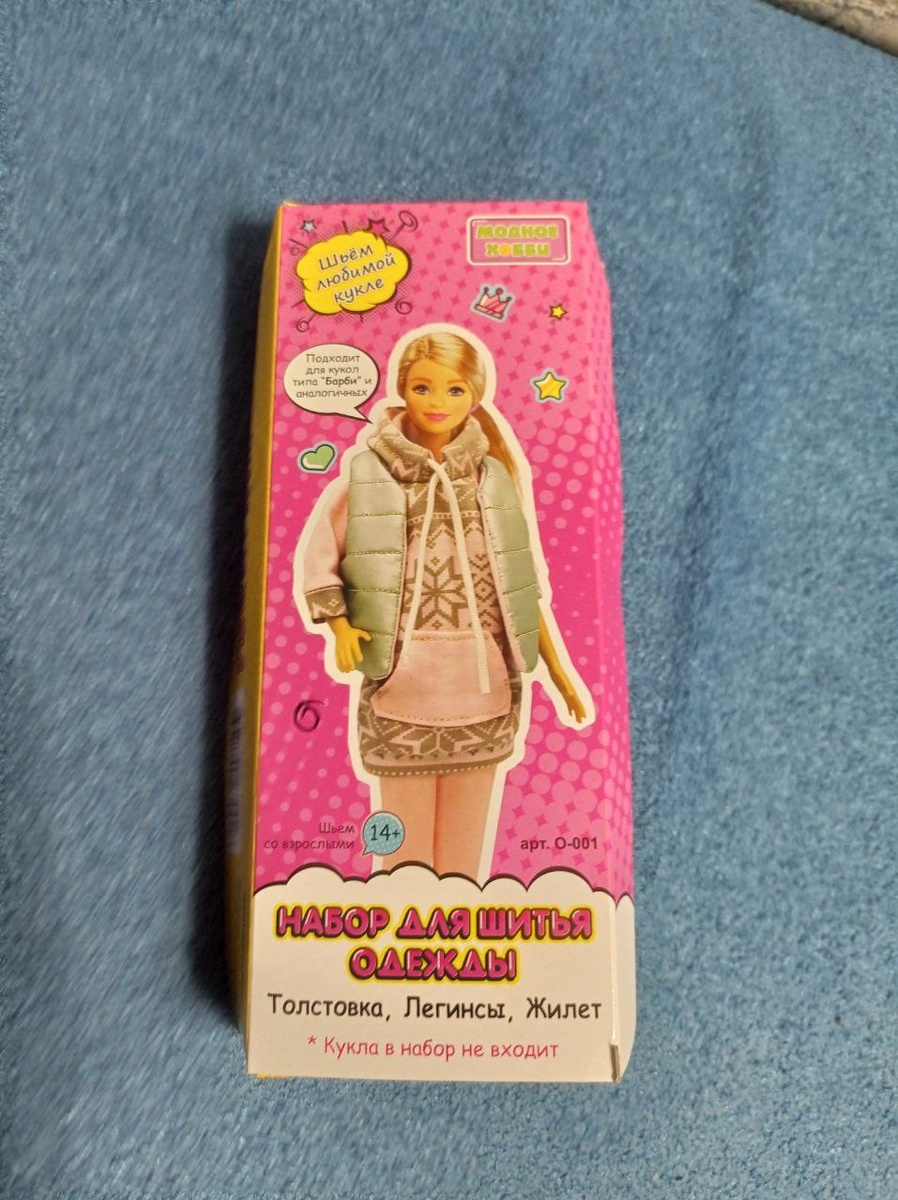 Шьём
любимой
кукле
МОДНОЕ
ХОББИ
Подходит
для кукол
типа "Барби" и
аналогичных
Шьем
со взрослыми
14+
арт. О-001
НАБОР ДЛЯ ШИТЬЯ
ОДЕЖДЫ
Толстовка, Легинсы, Жилет
* Кукла в набор не входит